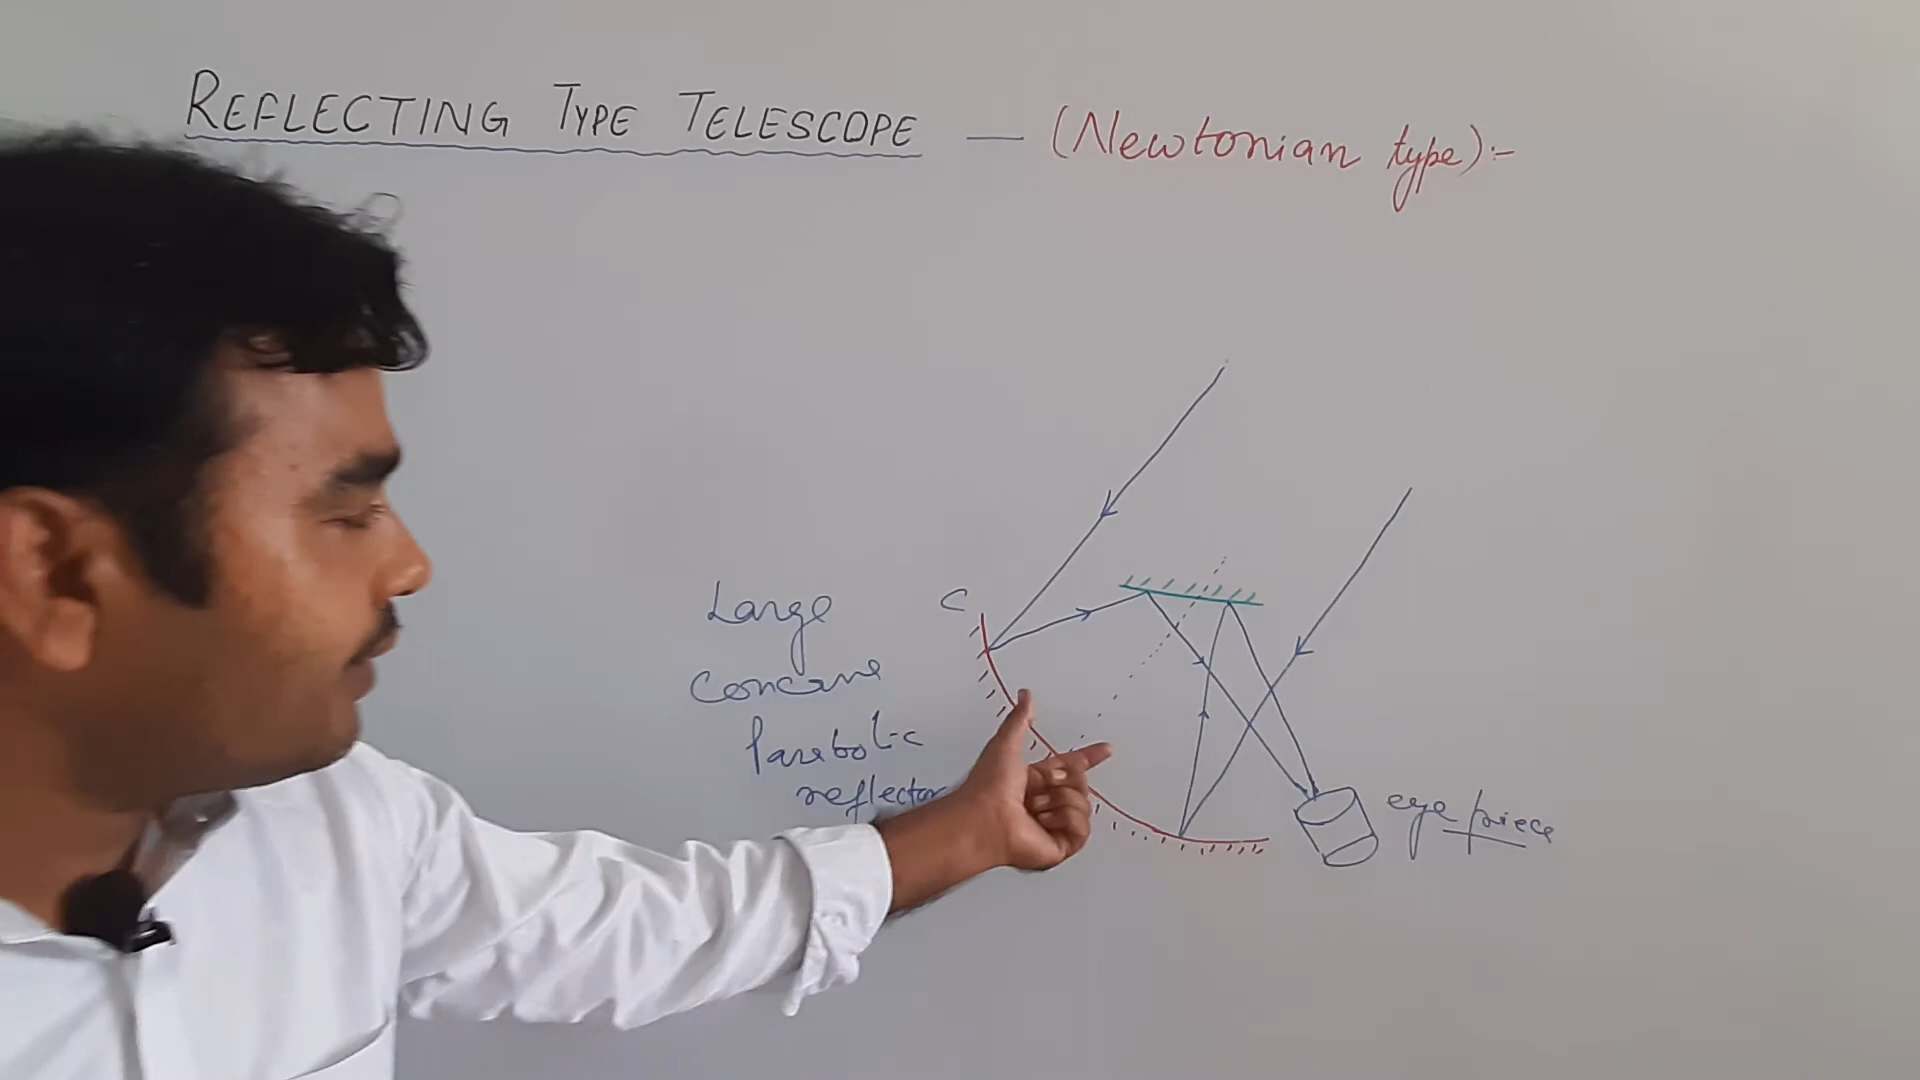 REFLECTING TYPE TELESCOPE — (Newtonian type):-
C
Large
Concave
Parabolic
reflector
eye piece